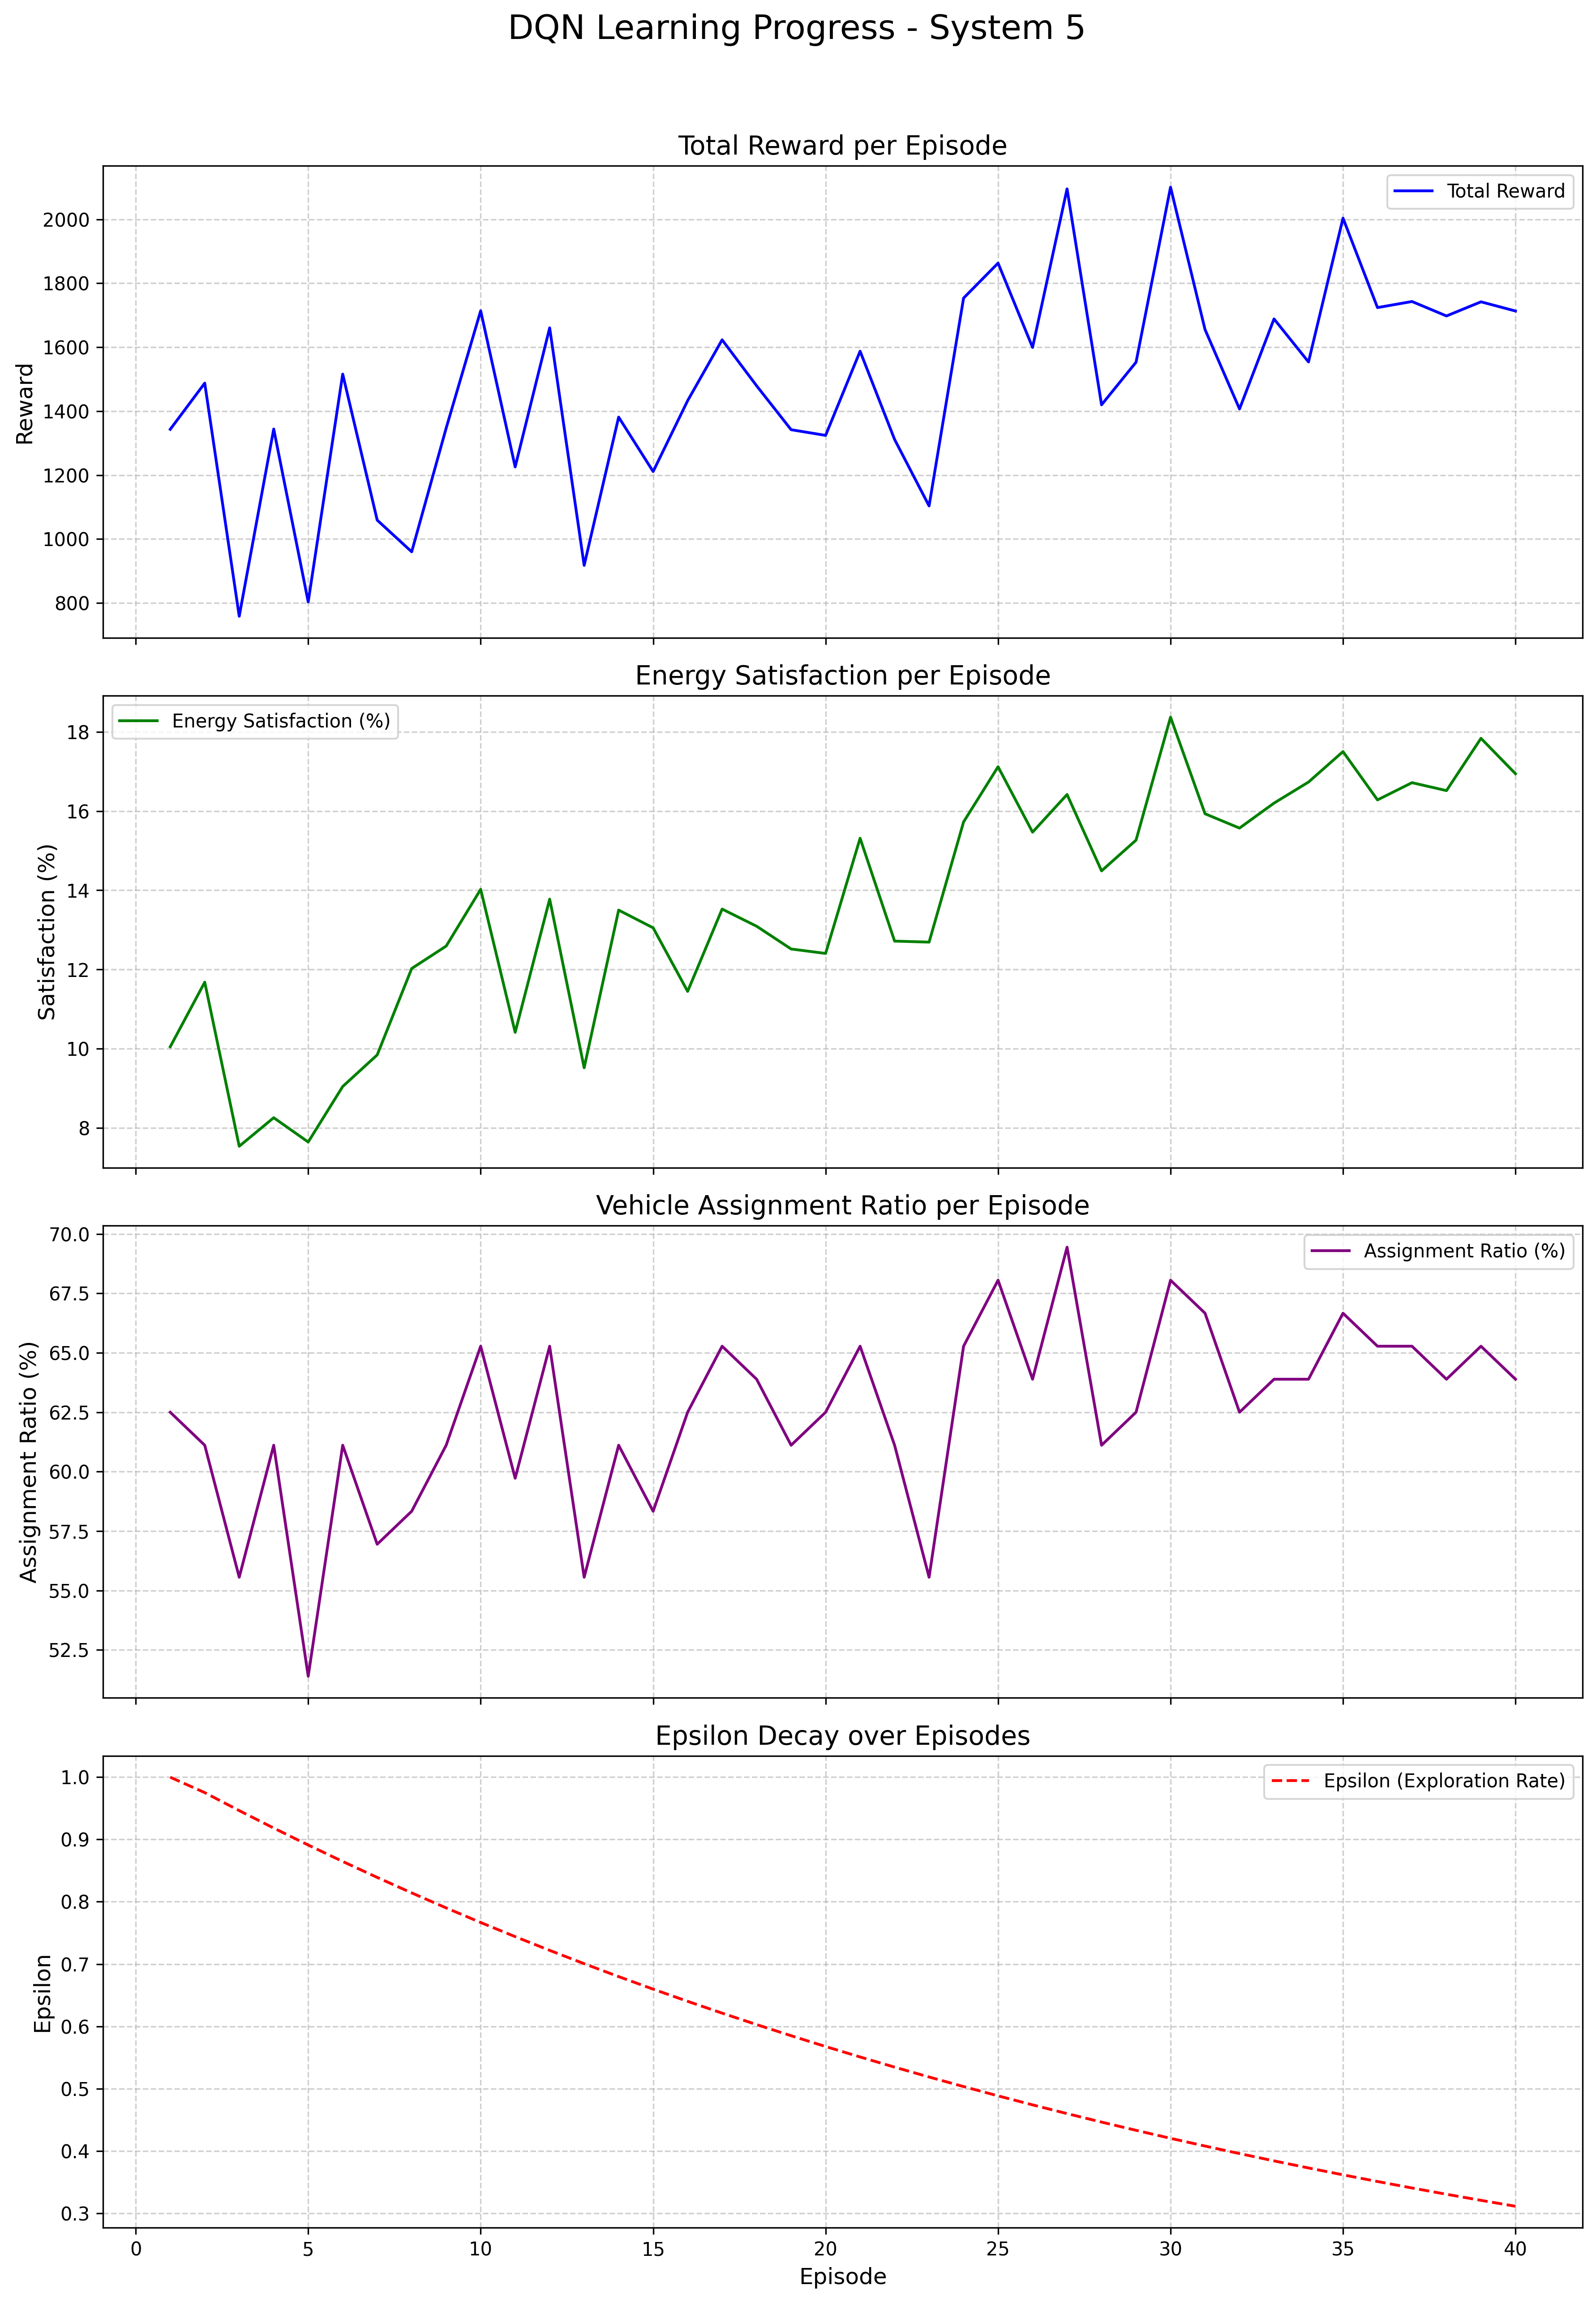 DQN Learning Progress - System 5
Total Reward per Episode
Total Reward
2000
1800
1600
1400
1200
1000
800
Reward
Energy Satisfaction per Episode
Energy Satisfaction (%)
18
16
14
12
10
8
Satisfaction (%)
Vehicle Assignment Ratio per Episode
Assignment Ratio (%)
70.0
67.5
65.0
62.5
60.0
57.5
55.0
52.5
Assignment Ratio (%)
Epsilon Decay over Episodes
Epsilon (Exploration Rate)
1.0
0.9
0.8
0.7
0.6
0.5
0.4
0.3
Epsilon
0 5 10 15 20 25 30 35 40
Episode